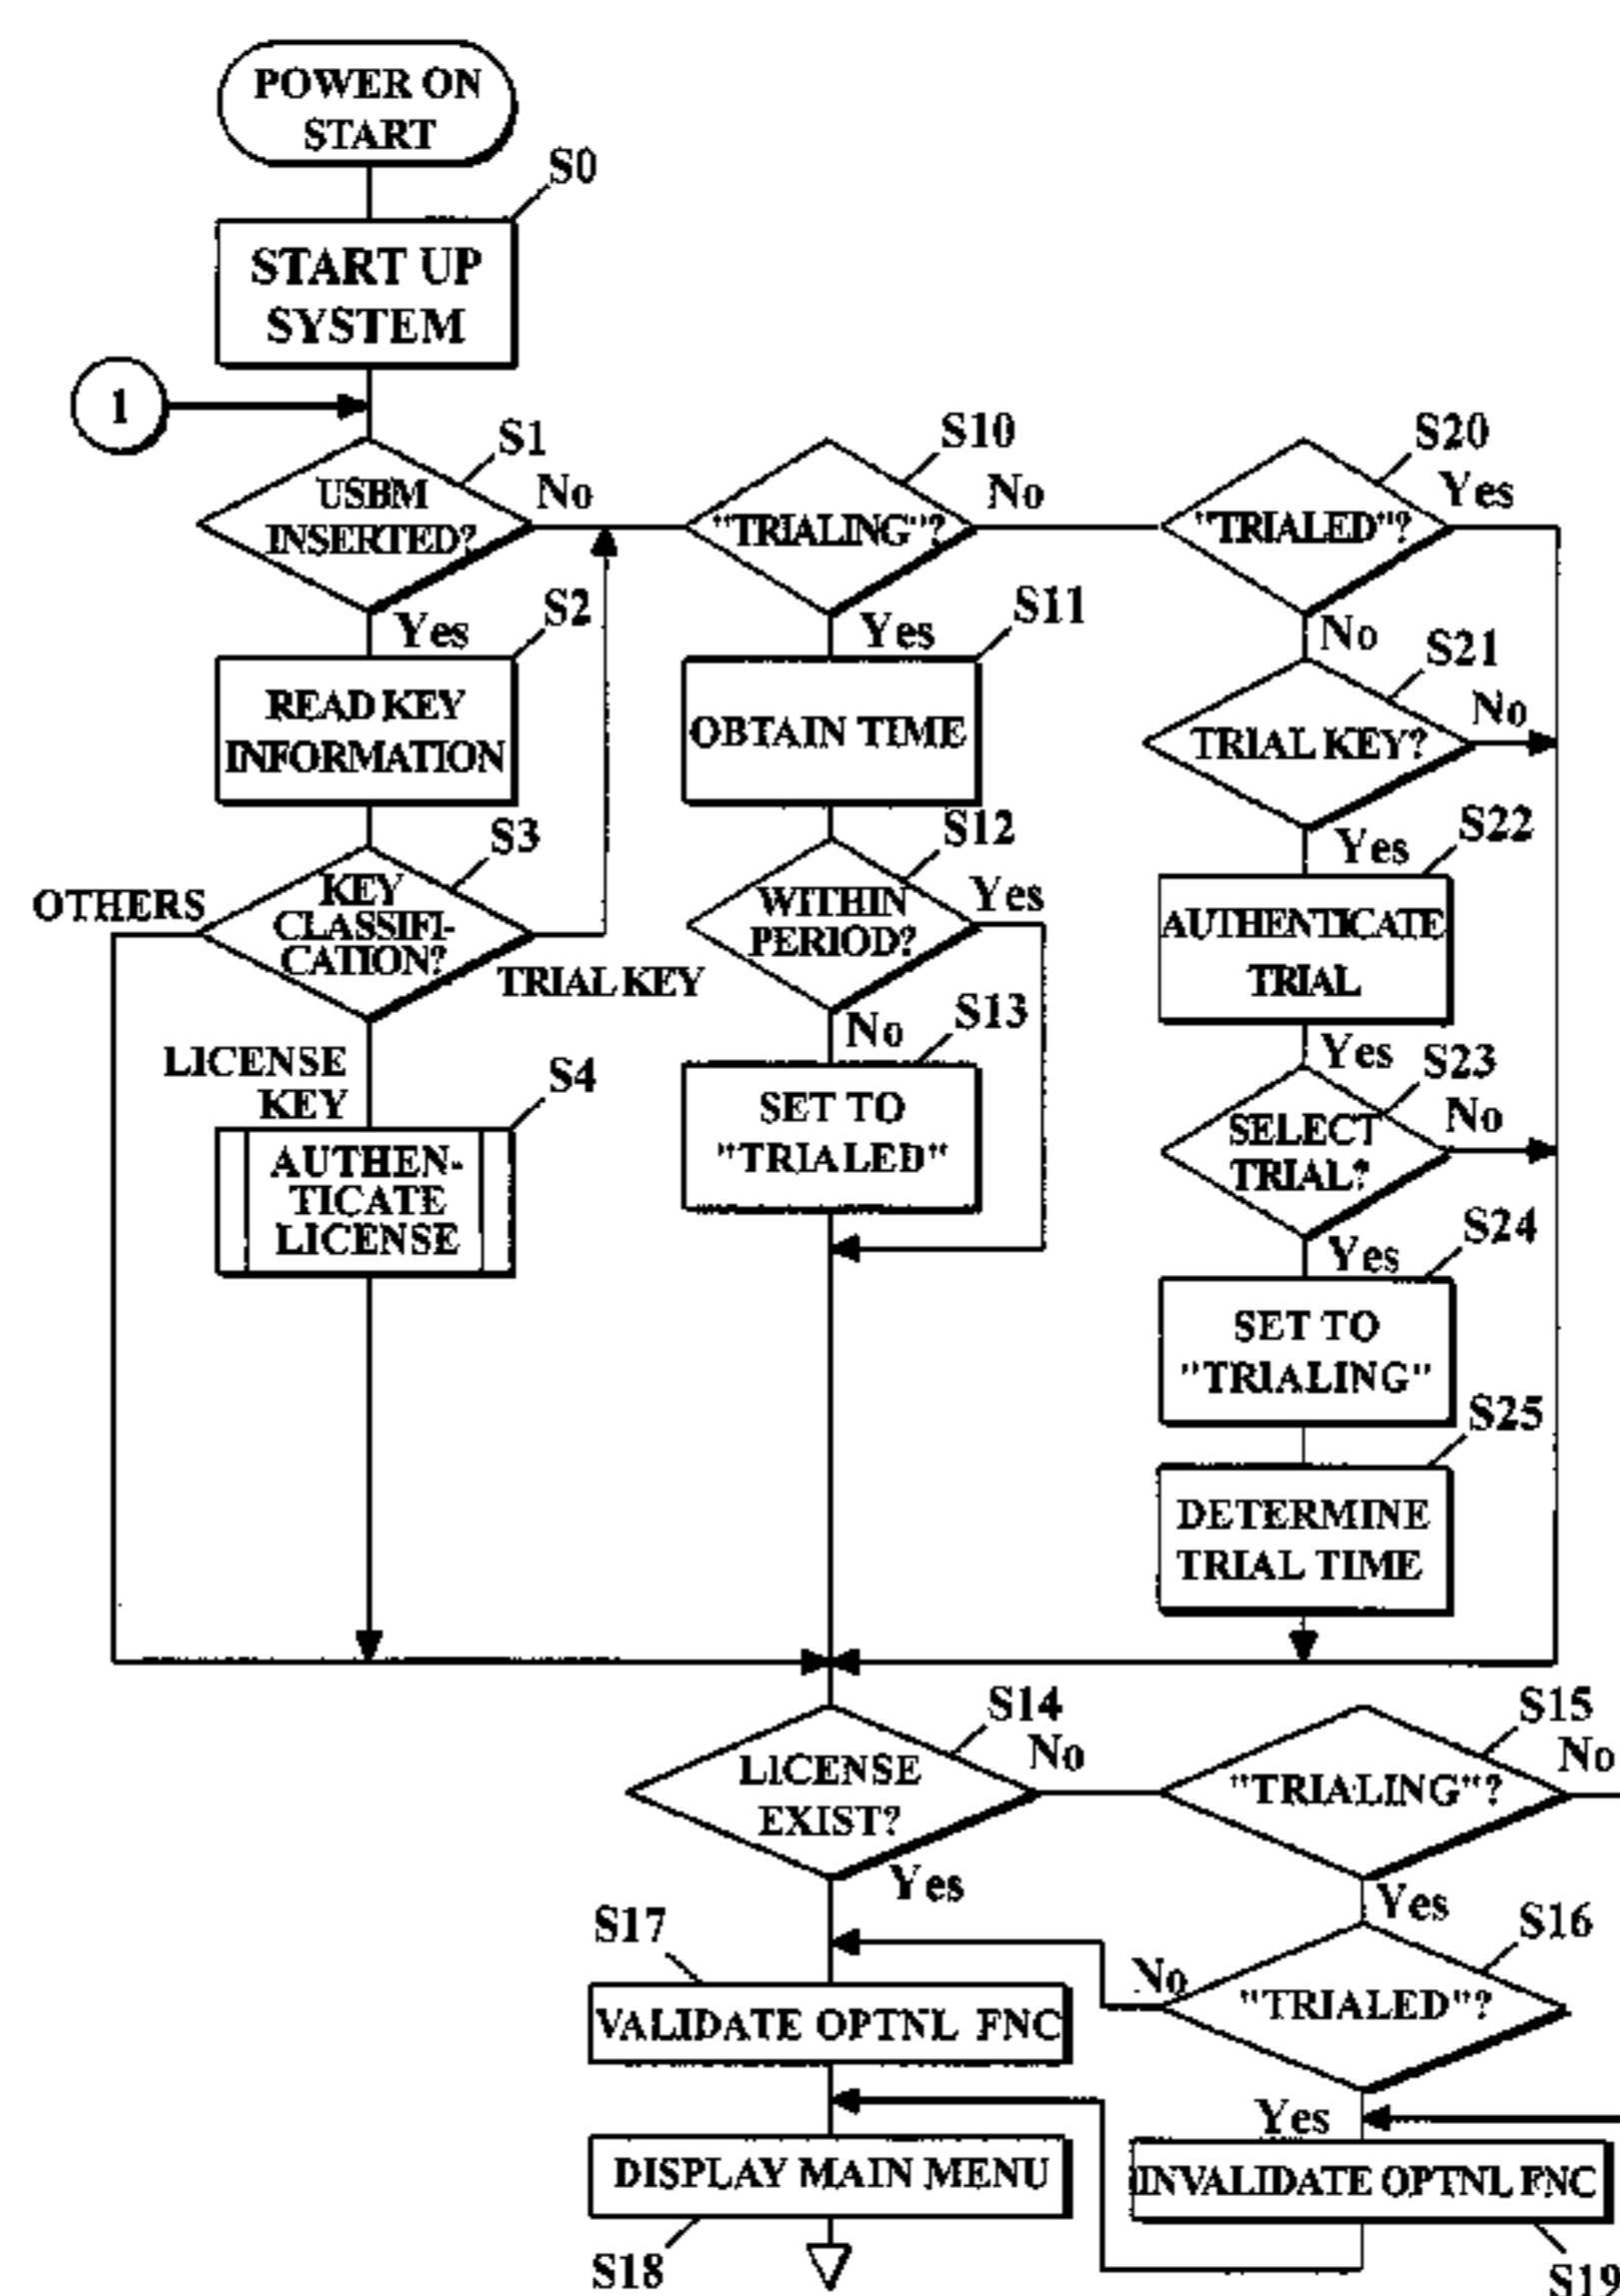 POWER ON
START
S0
START UP
SYSTEM
1
S1
USBM
INSERTED?
No
Yes
S2
READ KEY
INFORMATION
S3
KEY
CLASSIFI-
CATION?
OTHERS
TRIAL KEY
LICENSE
KEY
S4
AUTHEN-
TICATE
LICENSE
S10
"TRIALING"?
No
Yes
S11
OBTAIN TIME
S12
WITHIN
PERIOD?
Yes
No
S13
SET TO
"TRIALED"
S20
"TRIALED"?
Yes
No
S21
TRIAL KEY?
No
Yes
S22
AUTHENTICATE
TRIAL
Yes
S23
SELECT
TRIAL?
No
Yes
S24
SET TO
"TRIALING"
S25
DETERMINE
TRIAL TIME
S14
LICENSE
EXIST?
No
Yes
S15
"TRIALING"?
No
Yes
S16
"TRIALED"?
No
Yes
S17
VALIDATE OPTNL FNC
DISPLAY MAIN MENU
S18
INVALIDATE OPTNL FNC
S19